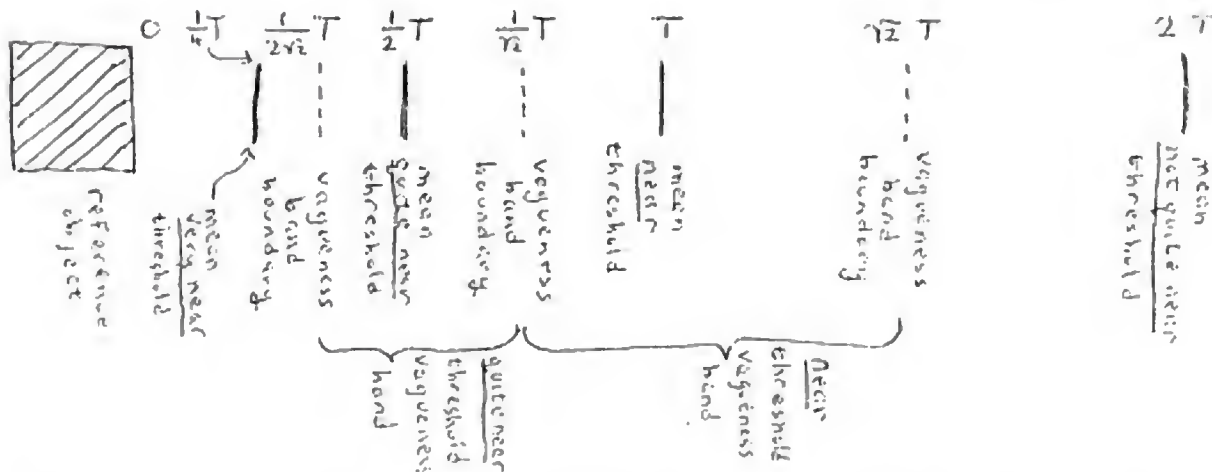 0
1/4 T
1/2√2 T
1/2 T
1/√2 T
T
√2 T
2 T
reference
object
mean
very near
threshold
vagueness
band
boundary
mean
quite near
threshold
vagueness
band
boundary
mean
near
threshold
vagueness
band
boundary
mean
not quite near
threshold
quite near
threshold
vagueness
band
near
threshold
vagueness
band